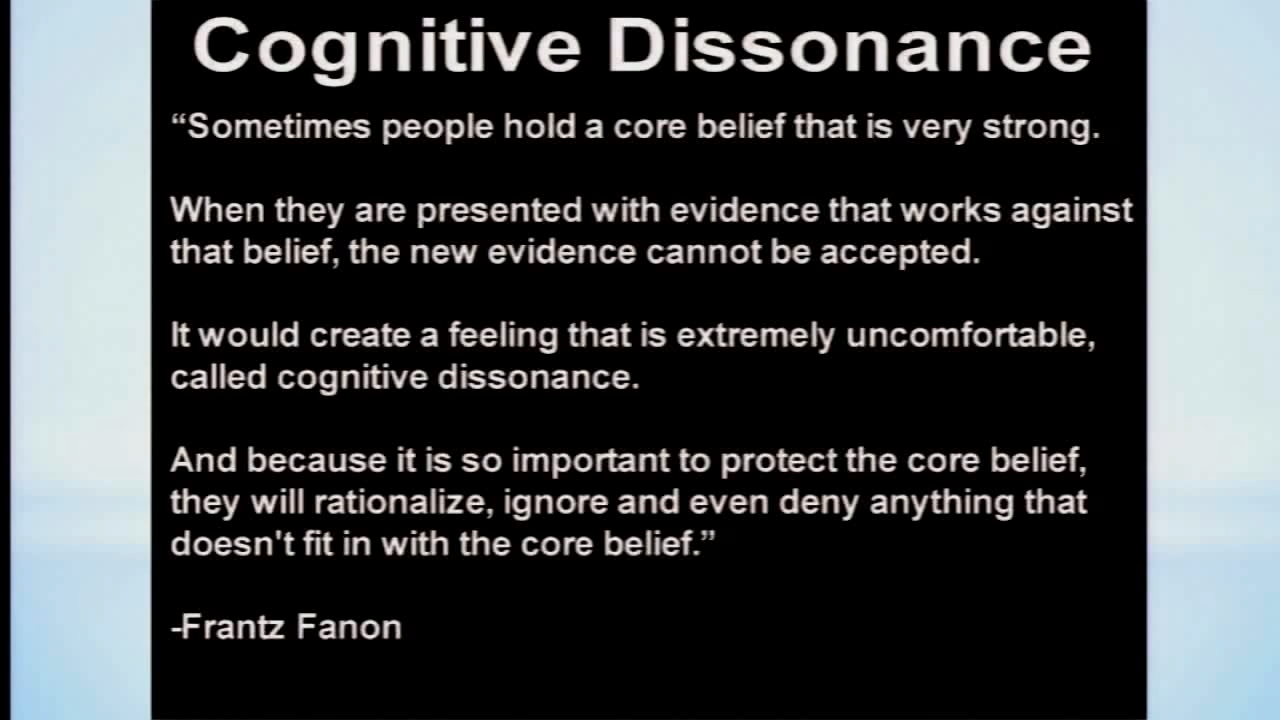 Cognitive Dissonance
“Sometimes people hold a core belief that is very strong.
When they are presented with evidence that works against
that belief, the new evidence cannot be accepted.
It would create a feeling that is extremely uncomfortable,
called cognitive dissonance.
And because it is so important to protect the core belief,
they will rationalize, ignore and even deny anything that
doesn't fit in with the core belief.”
-Frantz Fanon